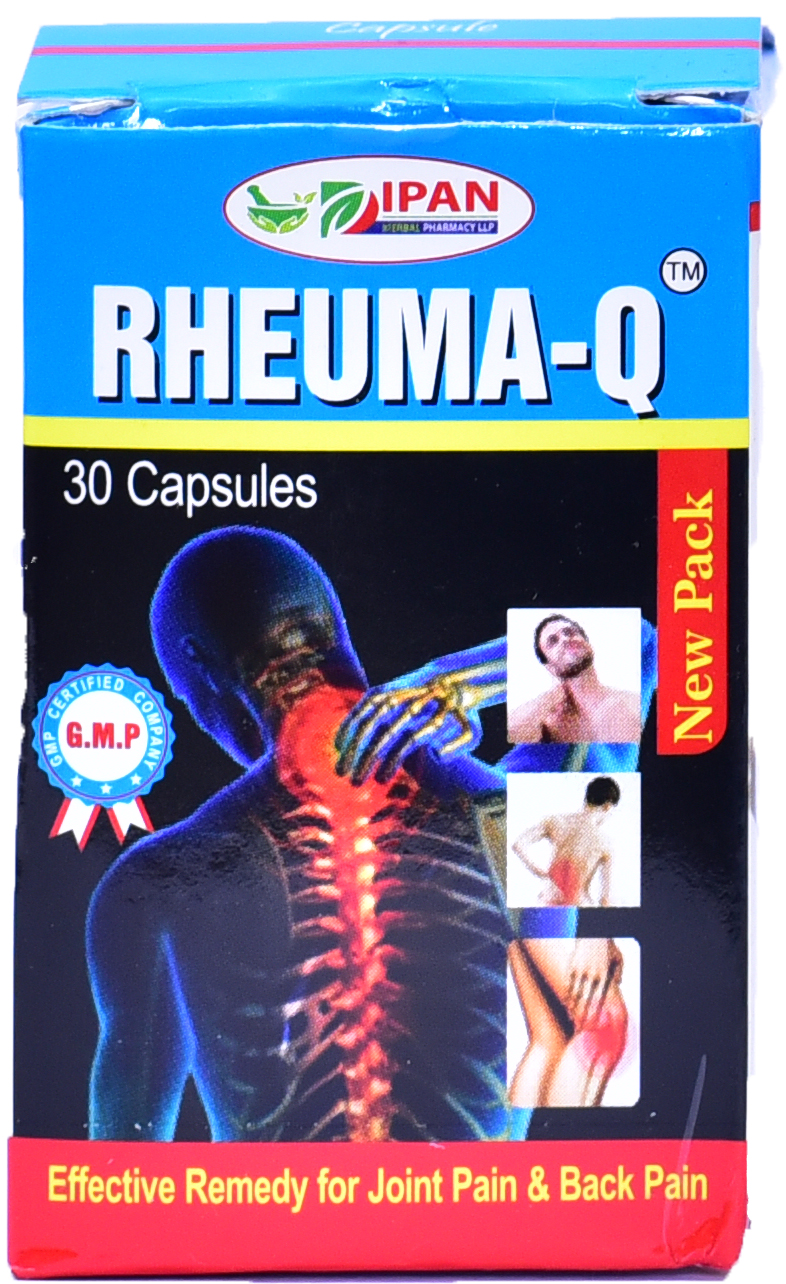 Capsule
DIPAN
HERBAL PHARMACY LLP
TM
RHEUMA-Q
30 Capsules
New Pack
GMP CERTIFIED COMPANY
G.M.P
Effective Remedy for Joint Pain & Back Pain